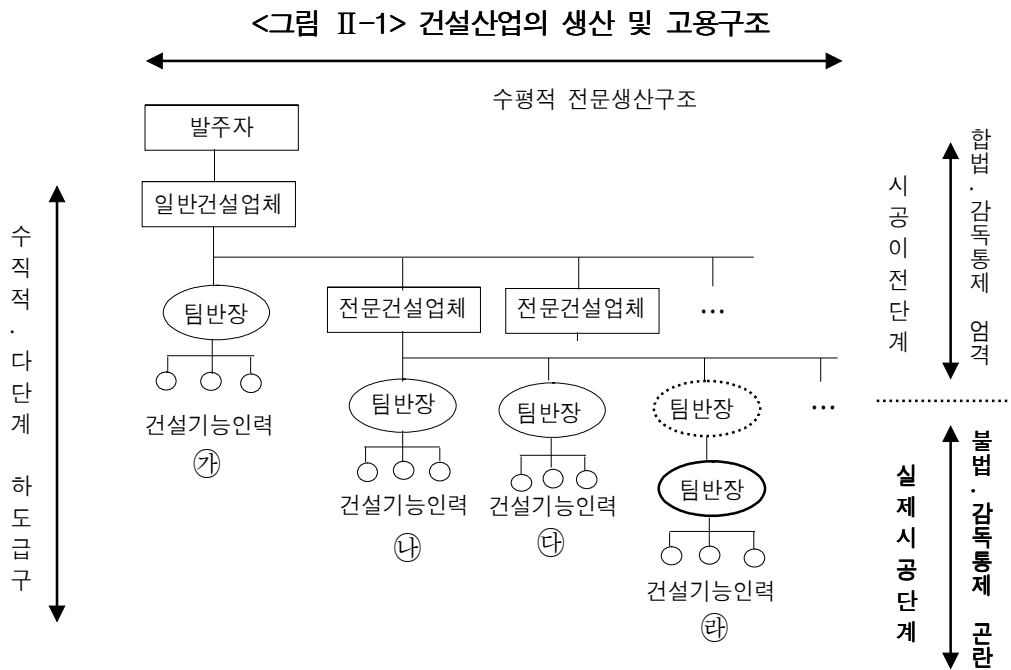 <그림 Ⅱ-1> 건설산업의 생산 및 고용구조
수평적 전문생산구조
발주자
일반건설업체
팀반장
전문건설업체
전문건설업체
...
건설기능인력
㉮
팀반장
팀반장
팀반장
...
건설기능인력
㉯
건설기능인력
㉰
팀반장
건설기능인력
㉱
수직적.다단계 하도급구
시공이전단계
합법.감독통제 엄격
실제시공단계
불법.감독통제 곤란